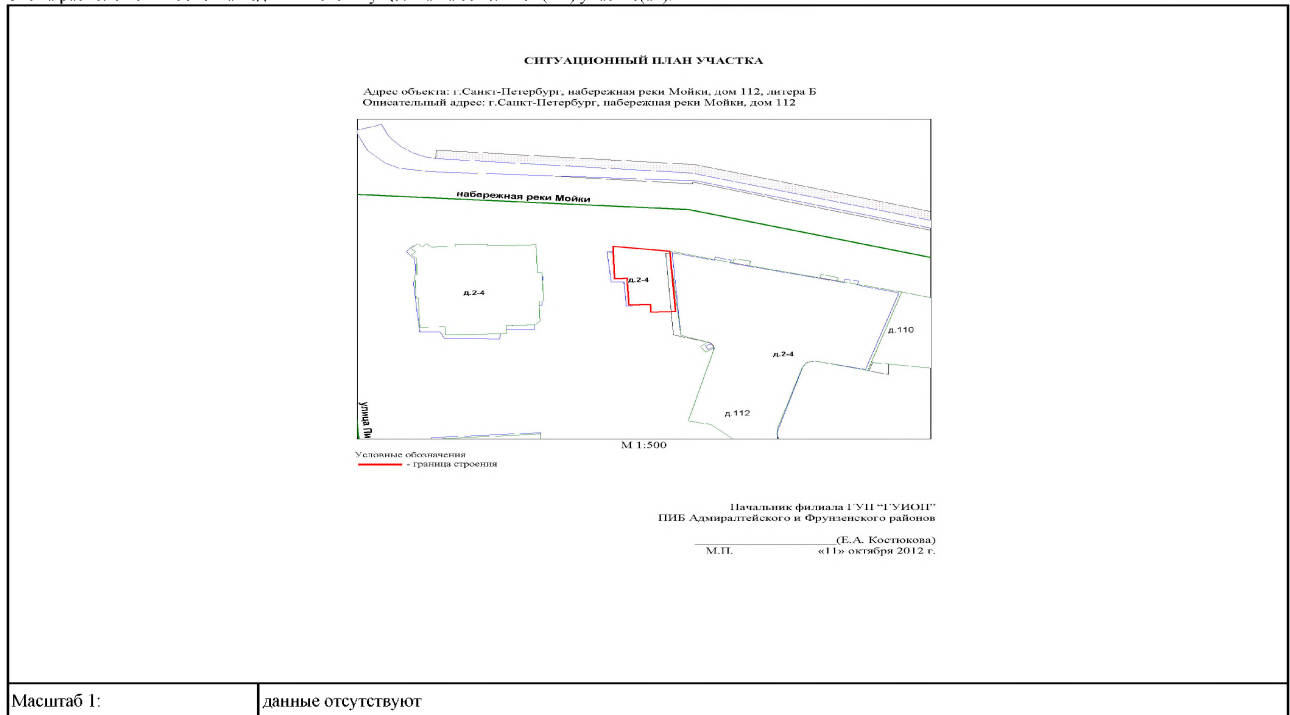 СИТУАЦИОННЫЙ ПЛАН УЧАСТКА
Адрес объекта: г.Санкт-Петербург, набережная реки Мойки, дом 112, литера Б
Описательный адрес: г.Санкт-Петербург, набережная реки Мойки, дом 112
набережная реки Мойки
д.2-4
д.2-4
д.110
д.2-4
д.112
улица Пи
М 1:500
Условные обозначения
- граница строения
Начальник филиала ГУП “ГУИОН”
ПИБ Адмиралтейского и Фрунзенского районов
(Е.А. Костюкова)
М.П. «11» октября 2012 г.
Масштаб 1: данные отсутствуют